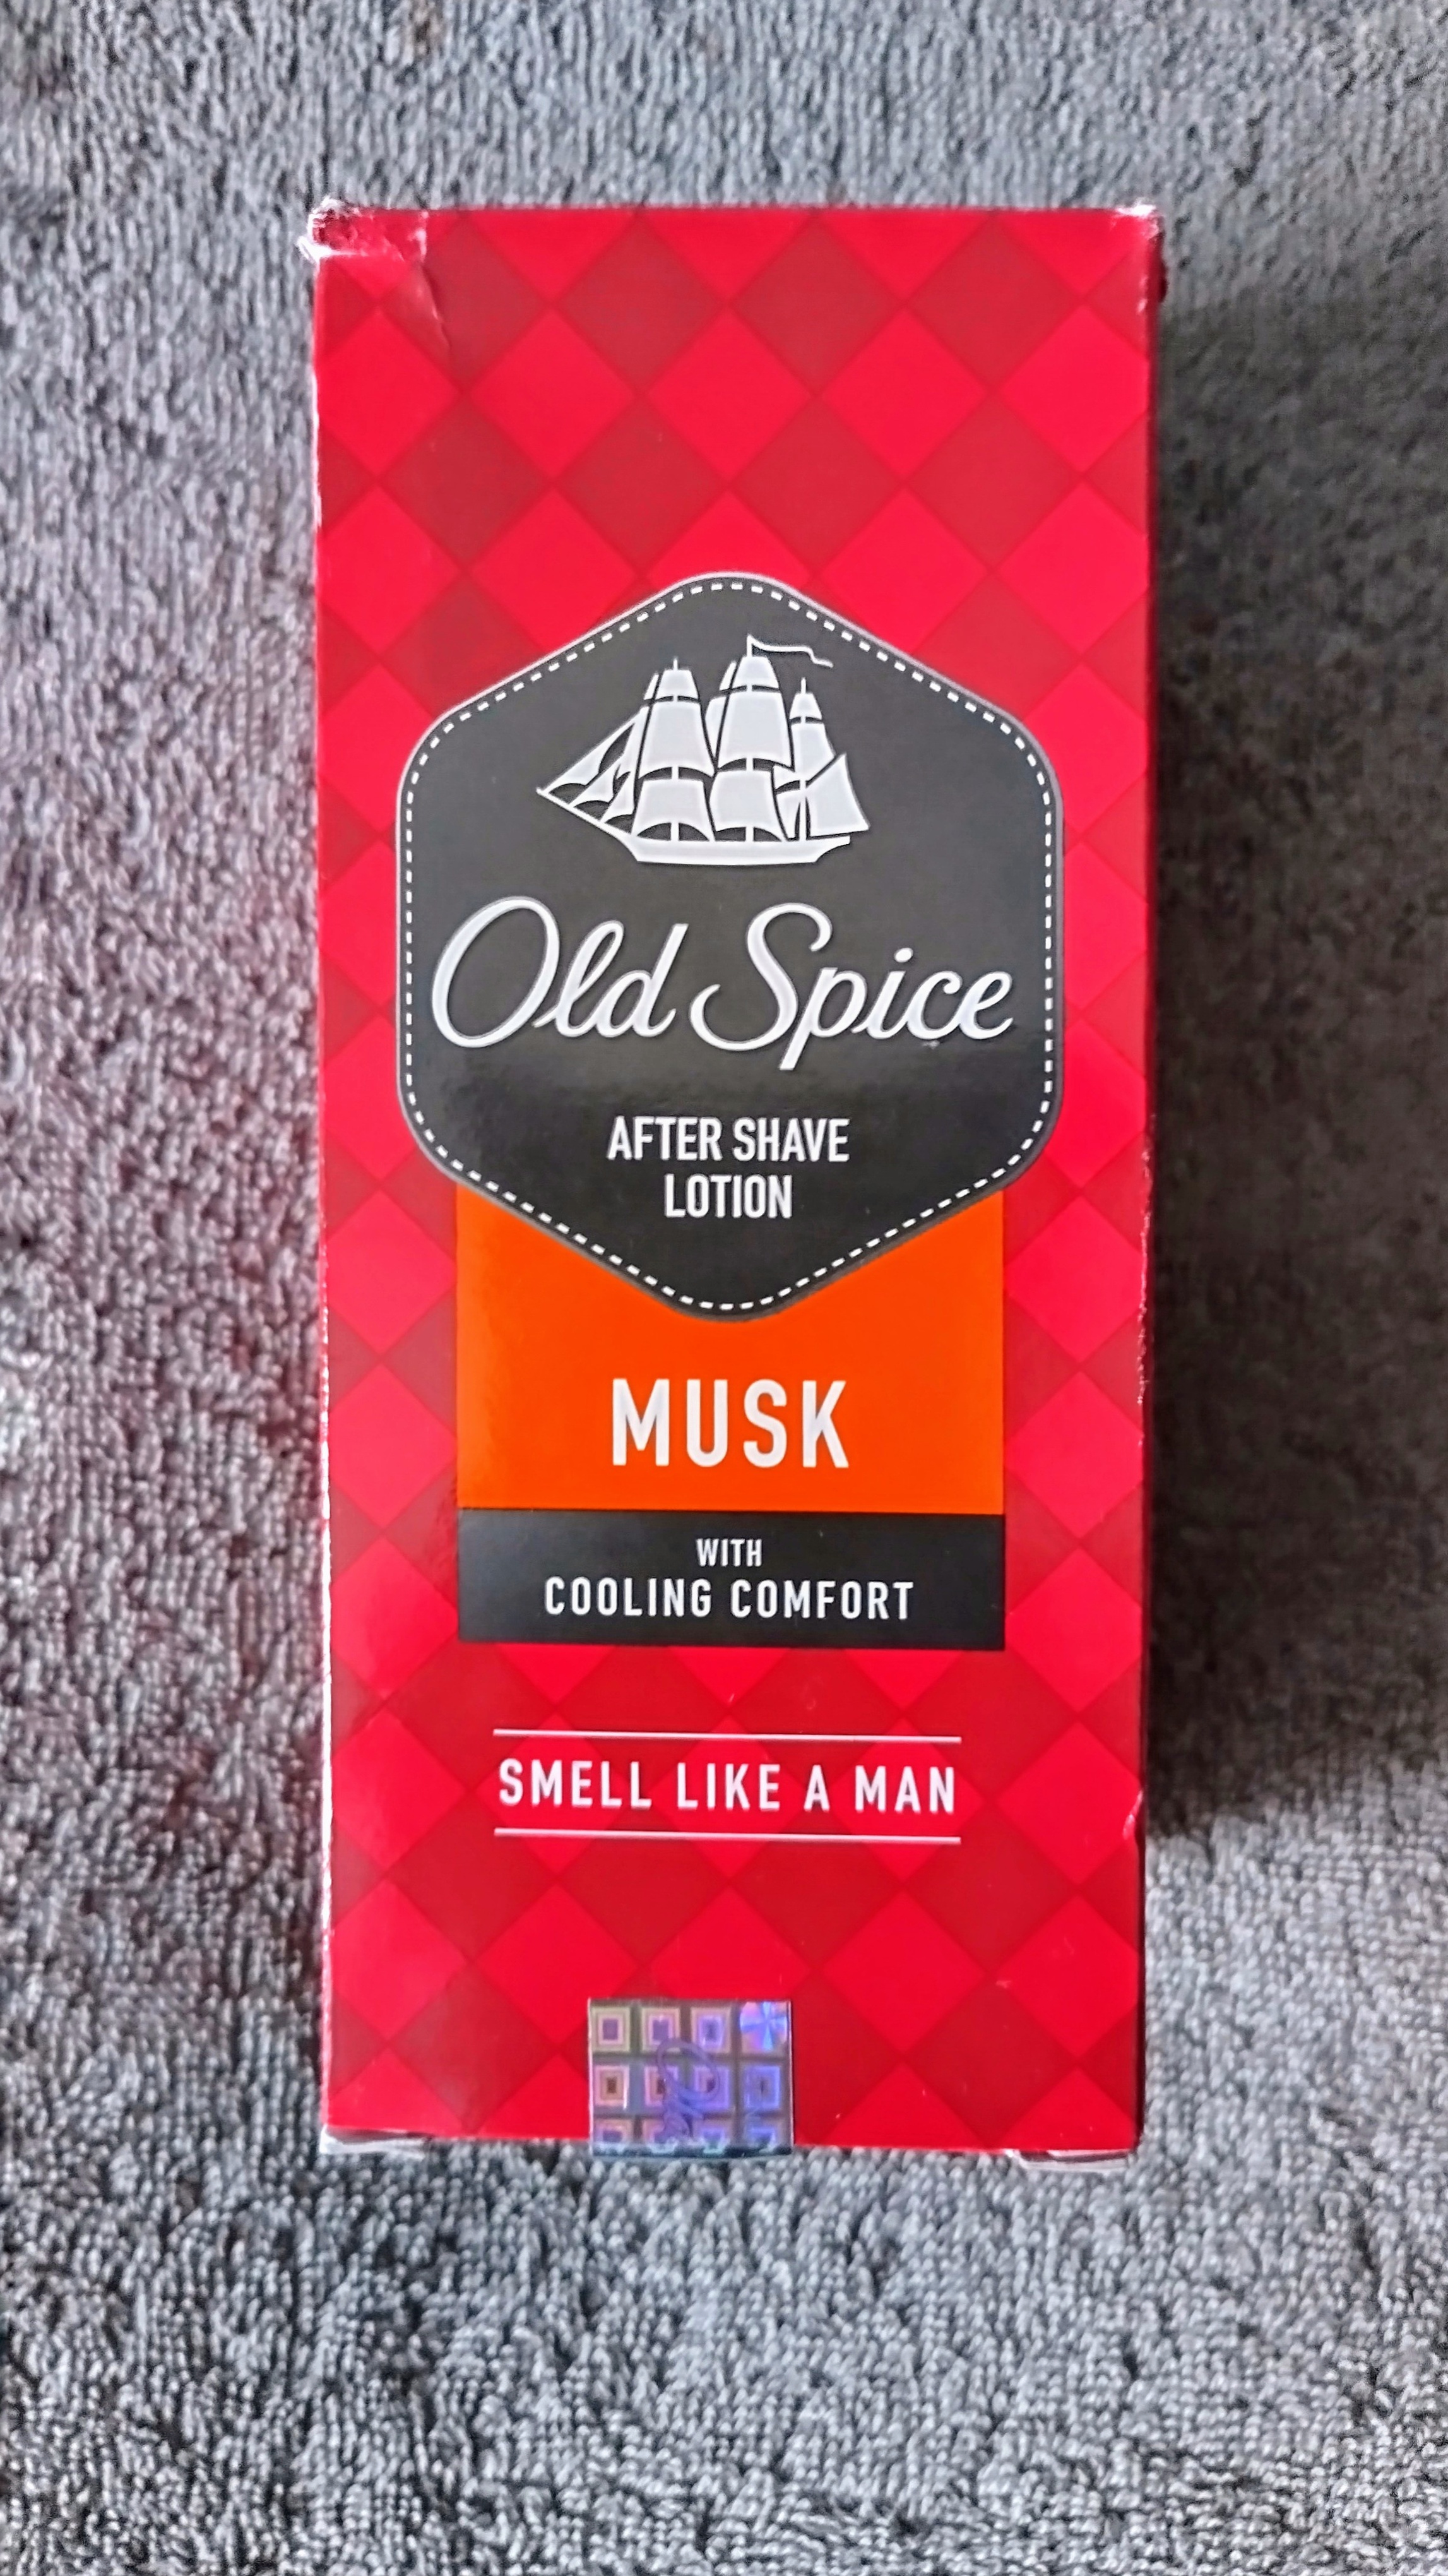 Old Spice
AFTER SHAVE
LOTION
MUSK
WITH
COOLING COMFORT
SMELL LIKE A MAN